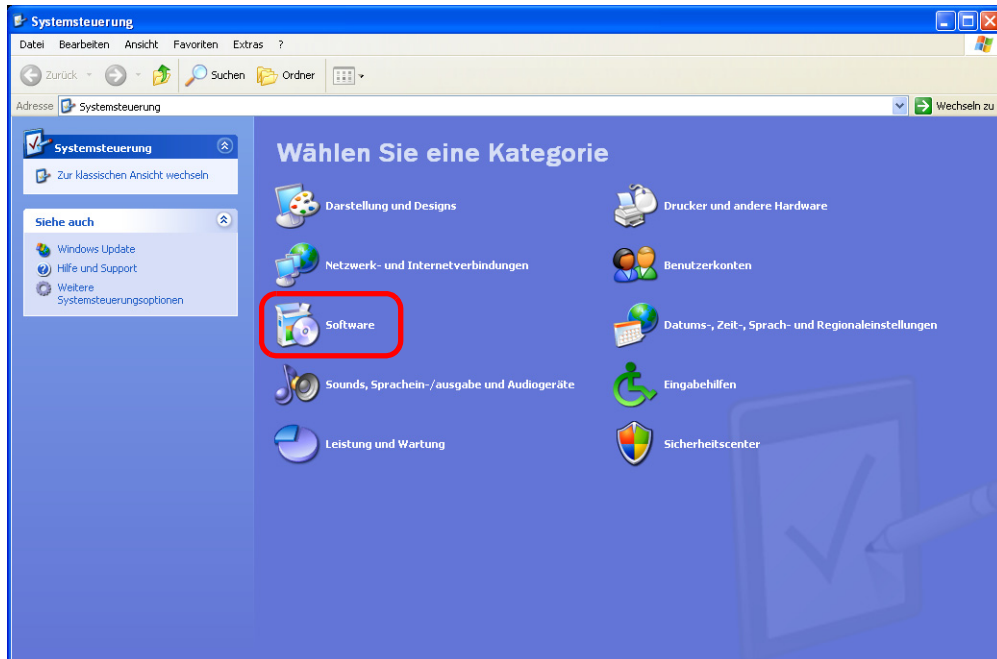 Systemsteuerung
Datei Bearbeiten Ansicht Favoriten Extras ?
Zurück Suchen Ordner
Adresse Systemsteuerung Wechseln zu
Systemsteuerung
Zur klassischen Ansicht wechseln
Siehe auch
Windows Update
Hilfe und Support
Weitere
Systemsteuerungsoptionen
Wählen Sie eine Kategorie
Darstellung und Designs
Drucker und andere Hardware
Netzwerk- und Internetverbindungen
Benutzerkonten
Software
Datums-, Zeit-, Sprach- und Regionaleinstellungen
Sounds, Sprachein-/ausgabe und Audiogeräte
Eingabehilfen
Leistung und Wartung
Sicherheitscenter